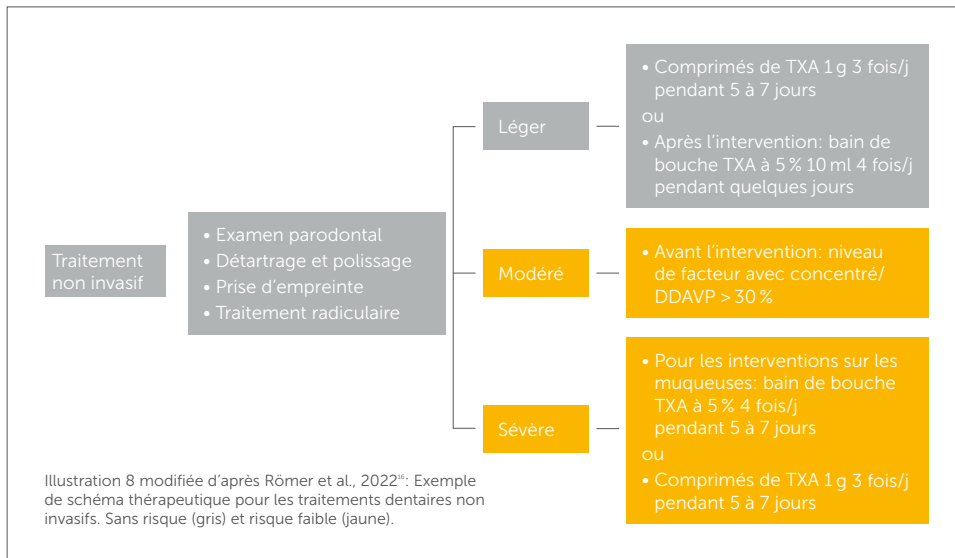 Traitement
non invasif
• Examen parodontal
• Détartrage et polissage
• Prise d'empreinte
• Traitement radiculaire
Léger
• Comprimés de TXA 1 g 3 fois/j
pendant 5 à 7 jours
ou
• Après l'intervention: bain de
bouche TXA à 5 % 10 ml 4 fois/j
pendant quelques jours
Modéré
• Avant l'intervention: niveau
de facteur avec concentré/
DDAVP > 30 %
Sévère
• Pour les interventions sur les
muqueuses: bain de bouche
TXA à 5 % 4 fois/j
pendant 5 à 7 jours
ou
• Comprimés de TXA 1 g 3 fois/j
pendant 5 à 7 jours
Illustration 8 modifiée d'après Römer et al., 2022¹⁶: Exemple
de schéma thérapeutique pour les traitements dentaires non
invasifs. Sans risque (gris) et risque faible (jaune).